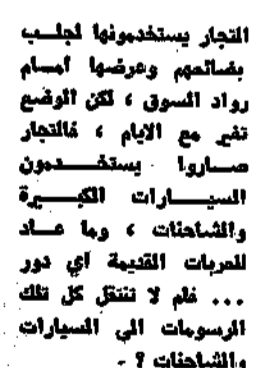 التجار يستخدمونها لجلب
بضائعهم وعرضها امام
رواد السوق ، لكن الوضع
تغير مع الايام ، فالتجار
صاروا يستخدمون
السيارات الكبيرة
والشاحنات ، وما عاد
للعربات القديمة اي دور
... فلم لا تنتقل كل تلك
الرسومات الي السيارات
والشاحنات ؟ -